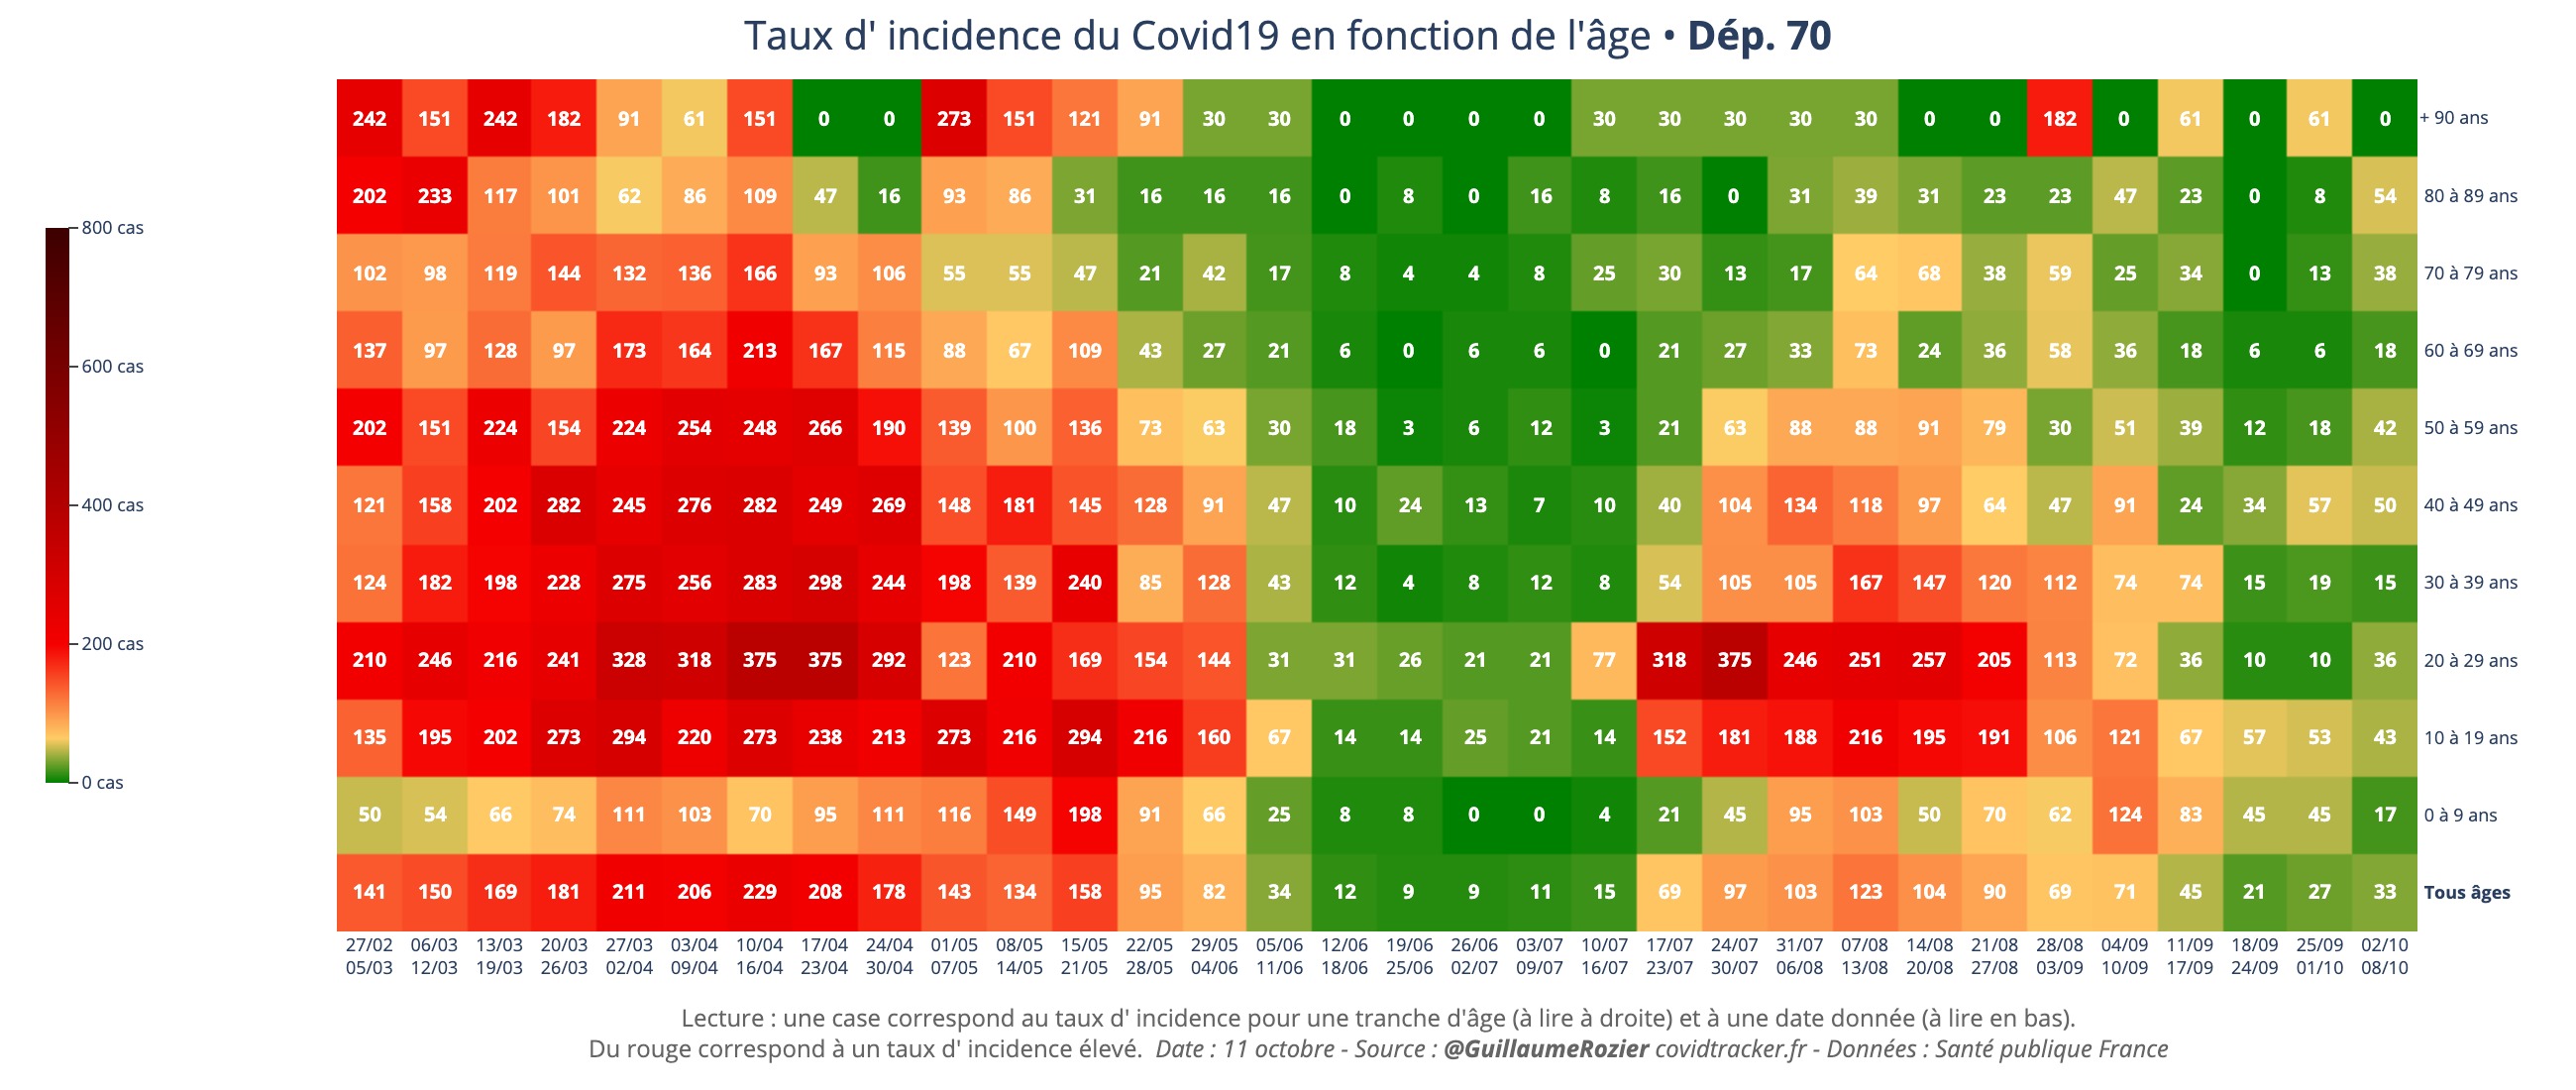 Taux d' incidence du Covid19 en fonction de l'âge • Dép. 70
242 151 242 182 91 61 151 0 0 273 151 121 91 30 30 0 0 0 0 30 30 30 30 30 0 0 182 0 61 0 61 0 + 90 ans
202 233 117 101 62 86 109 47 16 93 86 31 16 16 16 0 8 0 16 8 16 0 31 39 31 23 23 47 23 0 8 54 80 à 89 ans
800 cas
102 98 119 144 132 136 166 93 106 55 55 47 21 42 17 8 4 4 8 25 30 13 17 64 68 38 59 25 34 0 13 38 70 à 79 ans
137 97 128 97 173 164 213 167 115 88 67 109 43 27 21 6 0 6 6 0 21 27 33 73 24 36 58 36 18 6 6 18 60 à 69 ans
600 cas
202 151 224 154 224 254 248 266 190 139 100 136 73 63 30 18 3 6 12 3 21 63 88 88 91 79 30 51 39 12 18 42 50 à 59 ans
400 cas
121 158 202 282 245 276 282 249 269 148 181 145 128 91 47 10 24 13 7 10 40 104 134 118 97 64 47 91 24 34 57 50 40 à 49 ans
124 182 198 228 275 256 283 298 244 198 139 240 85 128 43 12 4 8 12 8 54 105 105 167 147 120 112 74 74 15 19 15 30 à 39 ans
200 cas
210 246 216 241 328 318 375 375 292 123 210 169 154 144 31 31 26 21 21 77 318 375 246 251 257 205 113 72 36 10 10 36 20 à 29 ans
135 195 202 273 294 220 273 238 213 273 216 294 216 160 67 14 14 25 21 14 152 181 188 216 195 191 106 121 67 57 53 43 10 à 19 ans
0 cas
50 54 66 74 111 103 70 95 111 116 149 198 91 66 25 8 8 0 0 4 21 45 95 103 50 70 62 124 83 45 45 17 0 à 9 ans
141 150 169 181 211 206 229 208 178 143 134 158 95 82 34 12 9 9 11 15 69 97 103 123 104 90 69 71 45 21 27 33 Tous âges
27/02 06/03 13/03 20/03 27/03 03/04 10/04 17/04 24/04 01/05 08/05 15/05 22/05 29/05 05/06 12/06 19/06 26/06 03/07 10/07 17/07 24/07 31/07 07/08 14/08 21/08 28/08 04/09 11/09 18/09 25/09 02/10
05/03 12/03 19/03 26/03 02/04 09/04 16/04 23/04 30/04 07/05 14/05 21/05 28/05 04/06 11/06 18/06 25/06 02/07 09/07 16/07 23/07 30/07 06/08 13/08 20/08 27/08 03/09 10/09 17/09 24/09 01/10 08/10
Lecture : une case correspond au taux d' incidence pour une tranche d'âge (à lire à droite) et à une date donnée (à lire en bas).
Du rouge correspond à un taux d' incidence élevé. Date : 11 octobre - Source : @GuillaumeRozier covidtracker.fr - Données : Santé publique France